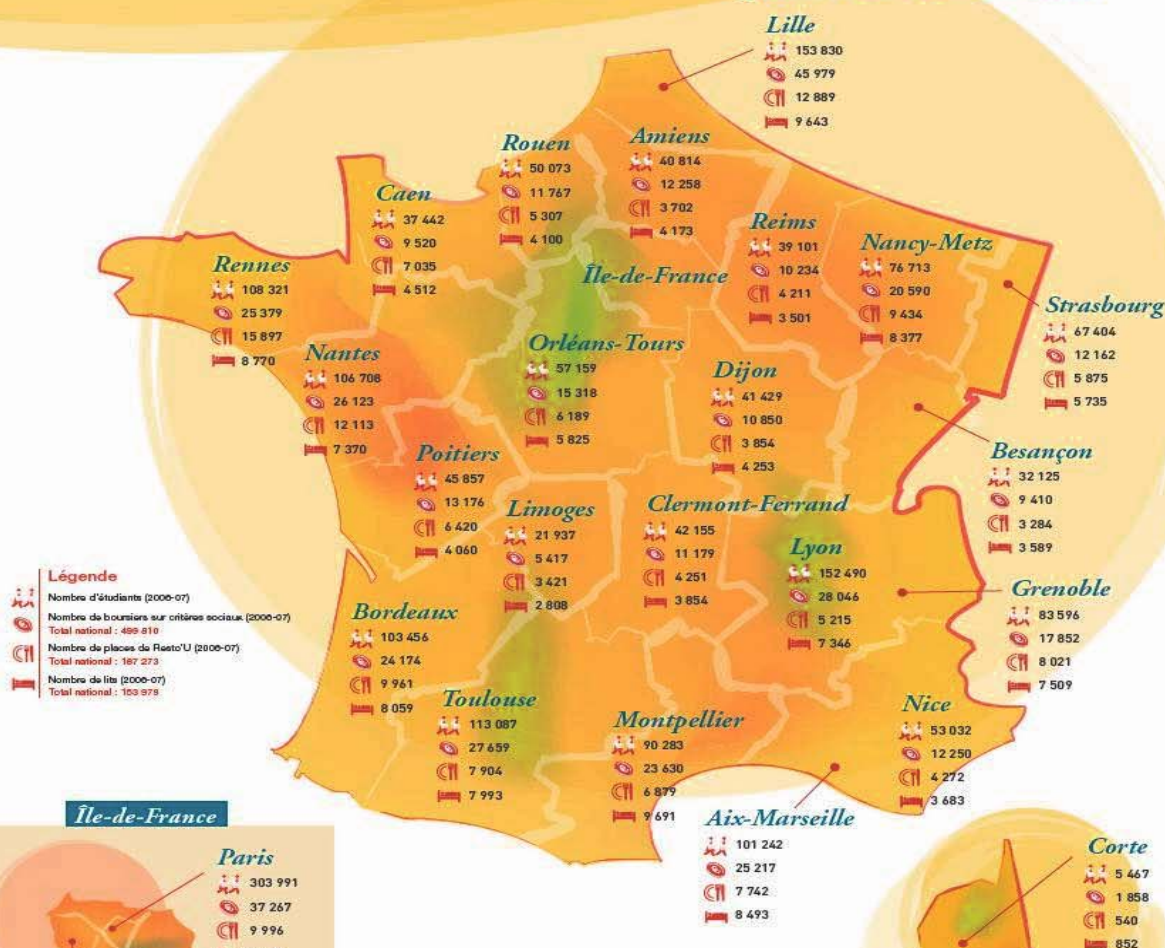 Lille
153 830
45 979
12 889
9 643
Rouen
50 073
11 767
5 307
4 100
Amiens
40 814
12 258
3 702
4 173
Caen
37 442
9 520
7 035
4 512
Reims
39 101
10 234
4 211
3 501
Nancy-Metz
76 713
20 590
9 434
8 377
Rennes
108 321
25 379
15 897
8 770
Île-de-France
Strasbourg
67 404
12 162
5 875
5 735
Nantes
106 708
26 123
12 113
7 370
Orléans-Tours
57 159
15 318
6 189
5 825
Dijon
41 429
10 850
3 854
4 253
Besançon
32 125
9 410
3 284
3 589
Poitiers
45 857
13 176
6 420
4 060
Limoges
21 937
5 417
3 421
2 808
Clermont-Ferrand
42 155
11 179
4 251
3 854
Lyon
152 490
28 046
5 215
7 346
Grenoble
83 596
17 852
8 021
7 509
Légende
Nombre d'étudiants (2006-07)
Nombre de boursiers sur critères sociaux (2006-07)
Total national : 499 810
Nombre de places de Resto'U (2006-07)
Total national : 187 273
Nombre de lits (2006-07)
Total national : 153 978
Bordeaux
103 456
24 174
9 961
8 059
Toulouse
113 087
27 659
7 904
7 993
Montpellier
90 283
23 630
6 879
9 691
Nice
53 032
12 250
4 272
3 683
Aix-Marseille
101 242
25 217
7 742
8 493
Île-de-France
Paris
303 991
37 267
9 996
Corte
5 467
1 858
540
852